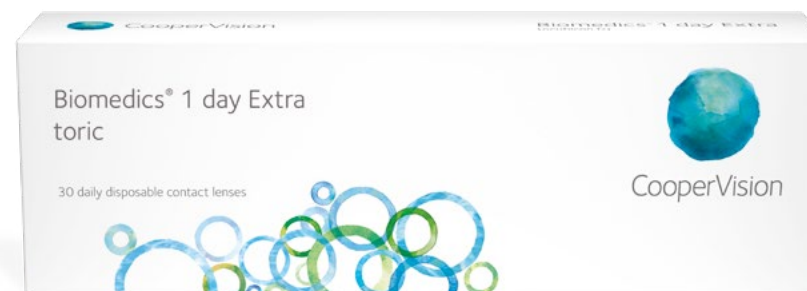 CooperVision
Biomedics® 1 day Extra
Biomedics® 1 day Extra
toric
30 daily disposable contact lenses
CooperVision